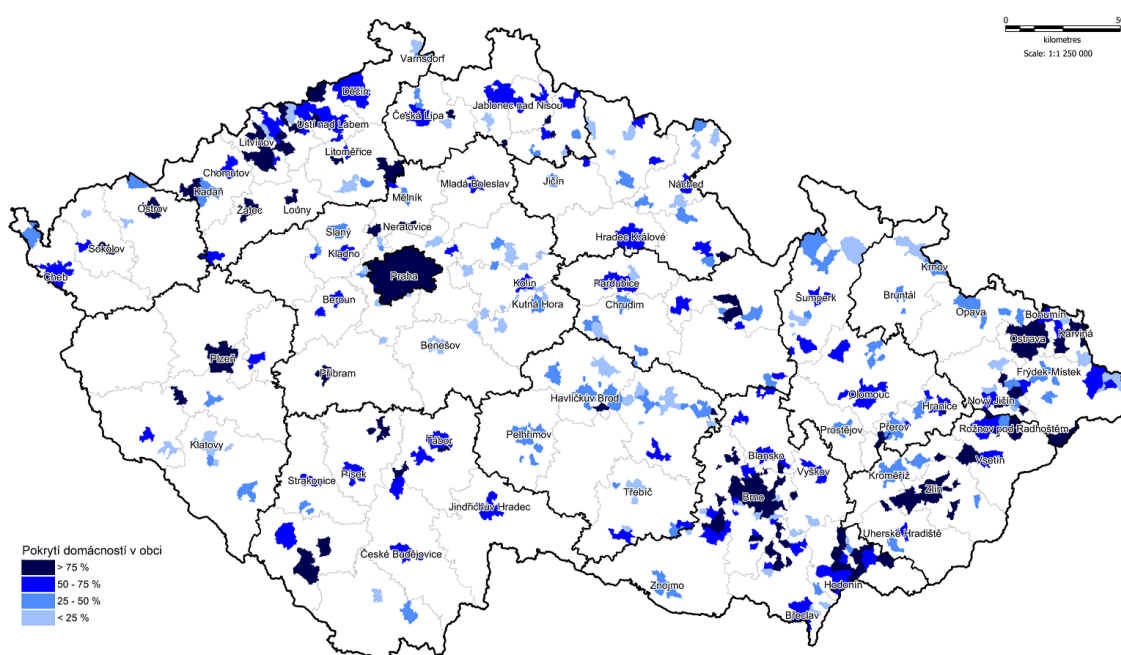 0 50
kilometres
Scale: 1:1 250 000
Varnsdorf
Děčín
Jablonec nad Nisou
Česká Lípa
Ústí nad Labem
Litvínov
Litoměřice
Chomutov
Mladá Boleslav
Jičín
Náchod
Kadaň
Mělník
Ostrov
Žatec
Louny
Neratovice
Slaný
Hradec Králové
Sokolov
Kladno
Krnov
Cheb
Praha
Kolín
Pardubice
Šumperk
Bruntál
Beroun
Kutná Hora
Chrudim
Opava
Bohumín
Karviná
Ostrava
Benešov
Plzeň
Příbram
Frýdek-Místek
Havlíčkův Brod
Olomouc
Hranice
Nový Jičín
Klatovy
Tábor
Pelhřimov
Prostějov
Přerov
Rožnov pod Radhoštěm
Blansko
Vsetín
Strakonice
Písek
Vyškov
Kroměříž
Třebíč
Brno
Zlín
Jindřichův Hradec
Uherské Hradiště
České Budějovice
Znojmo
Hodonín
Břeclav
Pokrytí domácností v obci
> 75 %
50 - 75 %
25 - 50 %
< 25 %